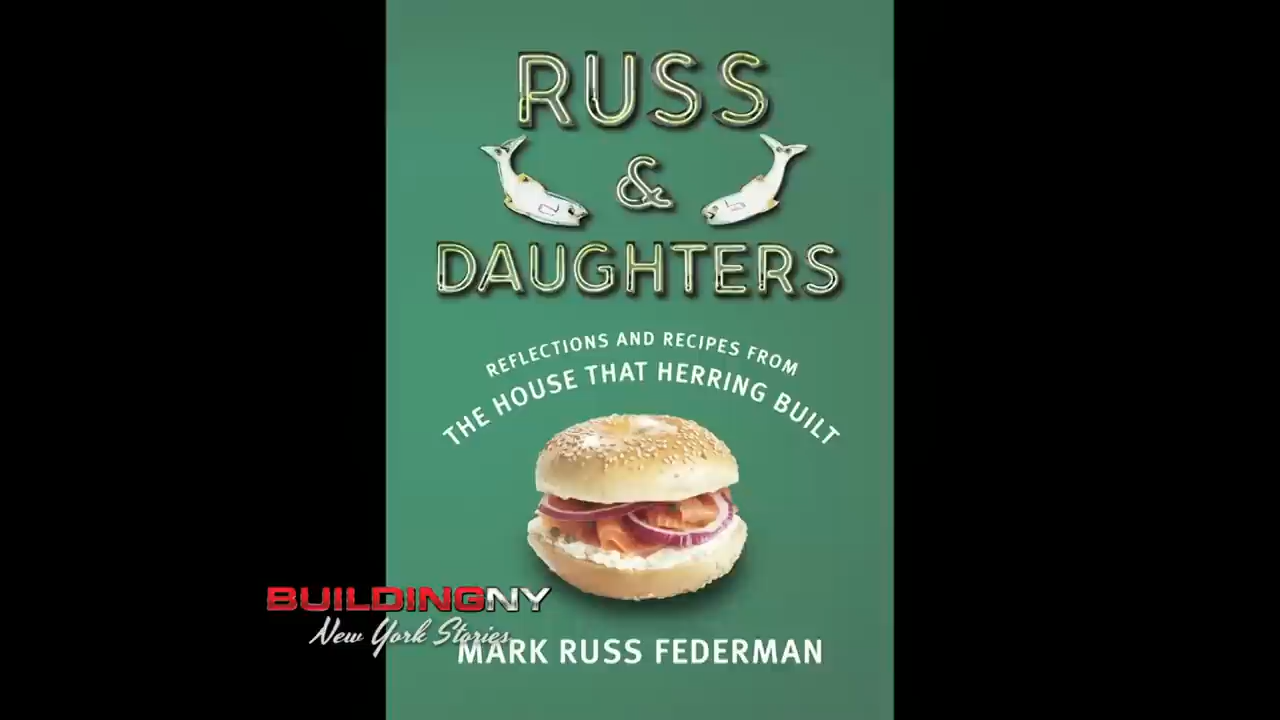 RUSS
&
DAUGHTERS
REFLECTIONS AND RECIPES FROM
THE HOUSE THAT HERRING BUILT
BUILDINGNY
New York Stories
MARK RUSS FEDERMAN